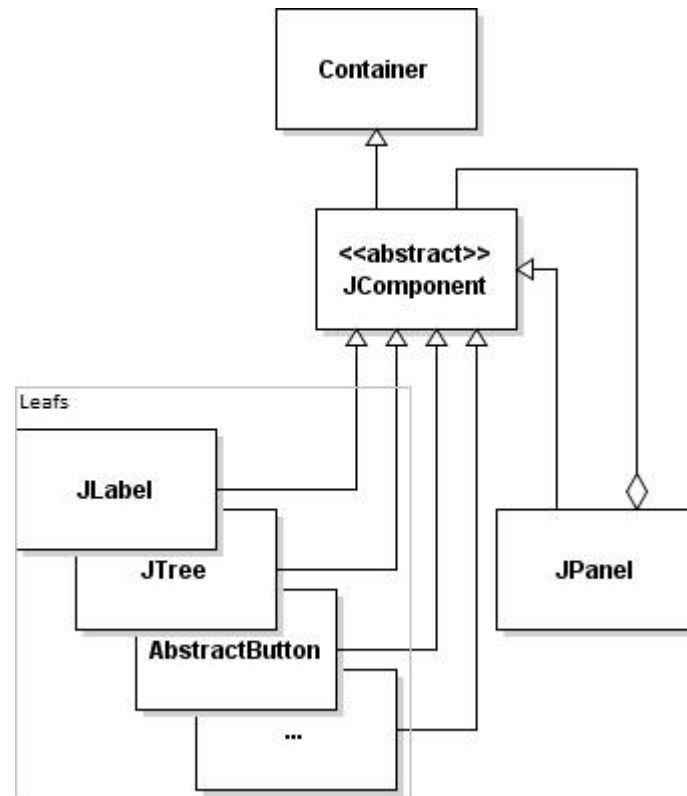 Container
<<abstract>>
JComponent
Leafs
JLabel
JTree
AbstractButton
...
JPanel